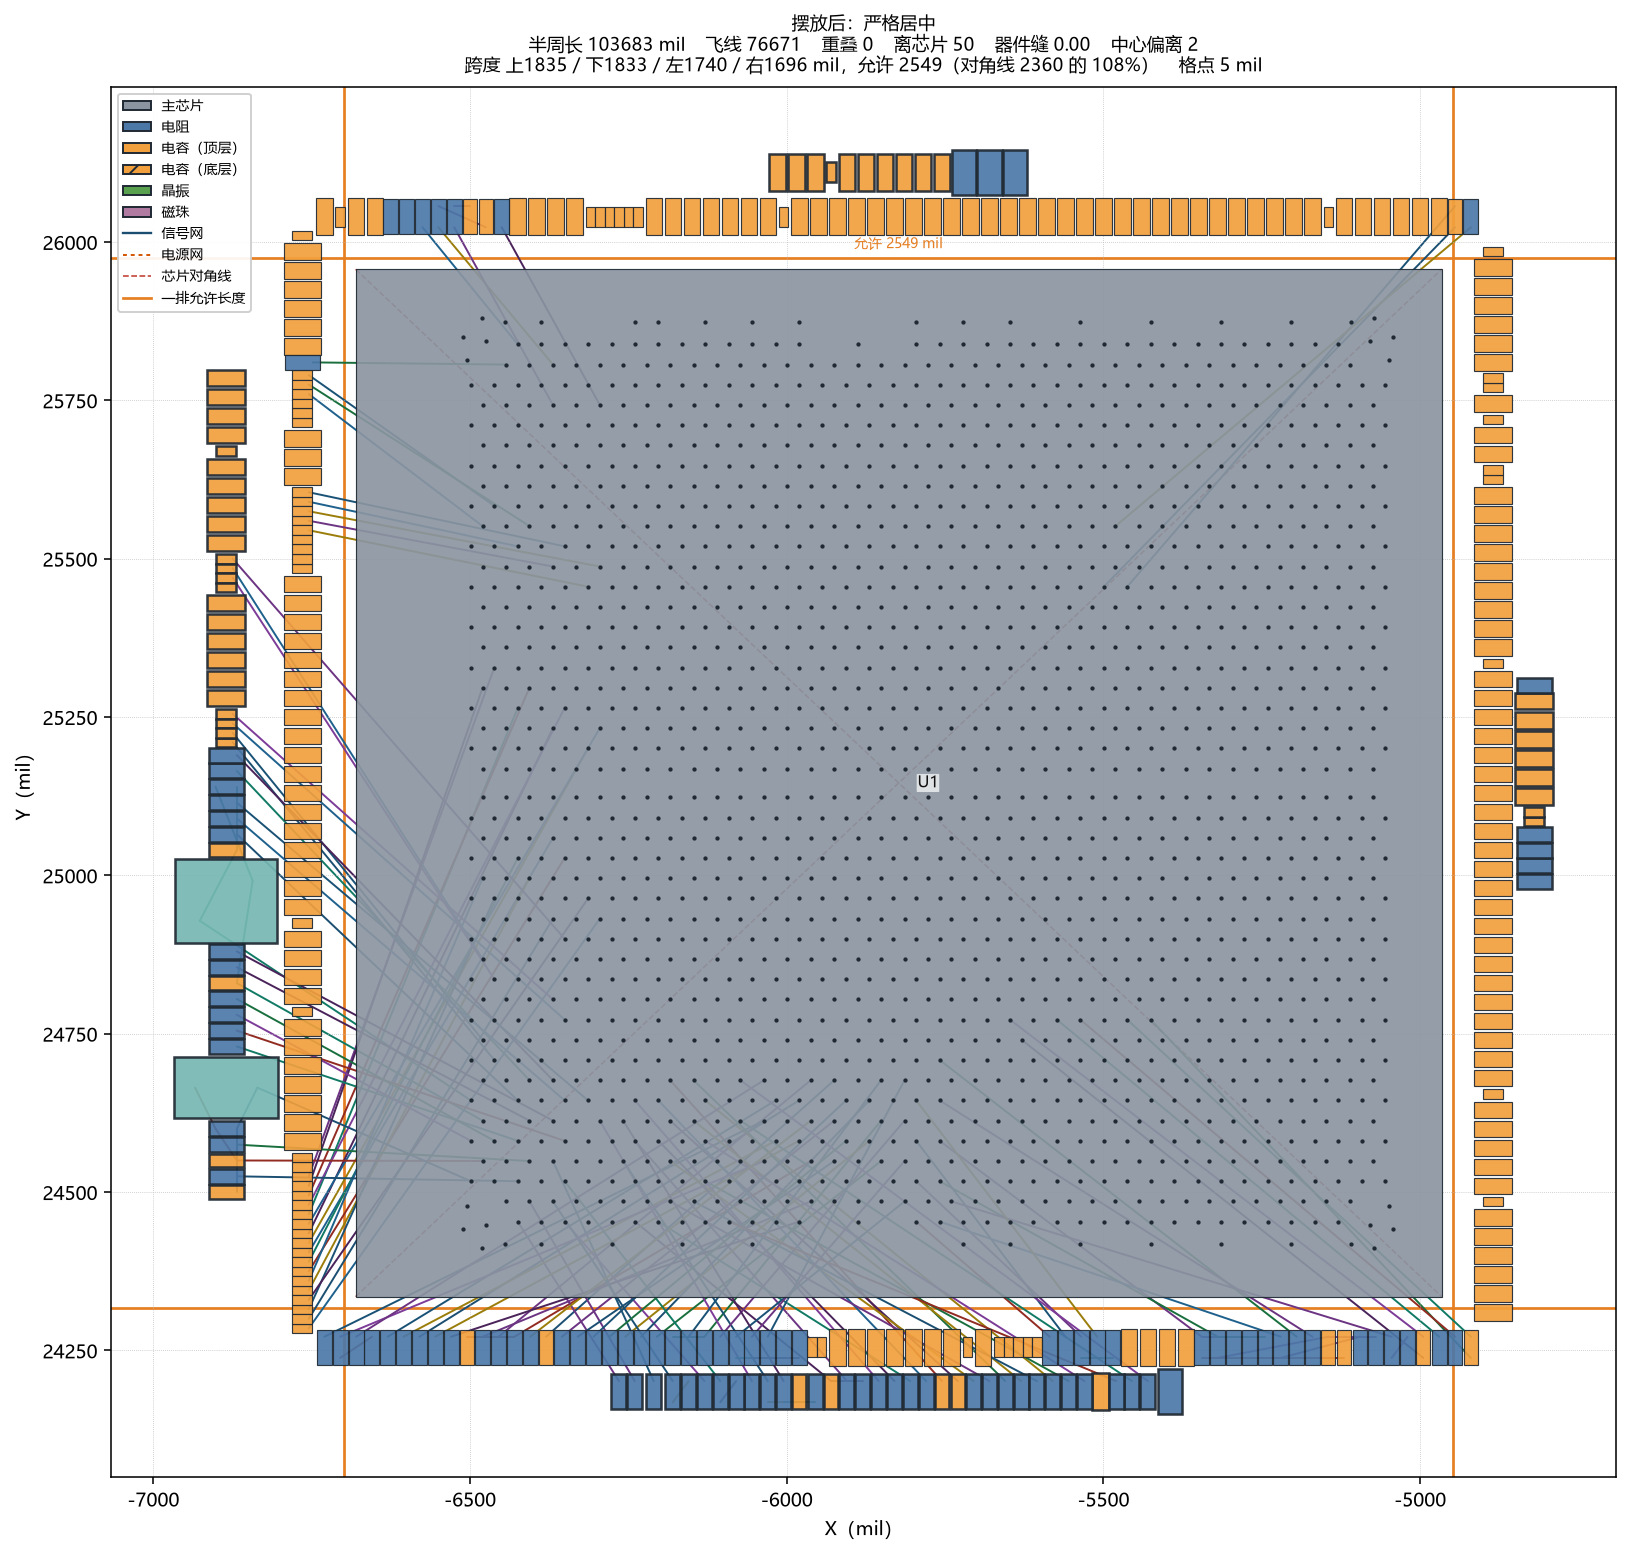 摆放后：严格居中
半周长 103683 mil 飞线 76671 重叠 0 离芯片 50 器件缝 0.00 中心偏离 2
跨度 上1835 / 下1833 / 左1740 / 右1696 mil，允许 2549（对角线 2360 的 108%） 格点 5 mil
主芯片
电阻
电容（顶层）
电容（底层）
晶振
磁珠
信号网
电源网
芯片对角线
一排允许长度
允许 2549 mil
U1
26000
25750
25500
25250
25000
24750
24500
24250
Y（mil）
-7000
-6500
-6000
-5500
-5000
X（mil）